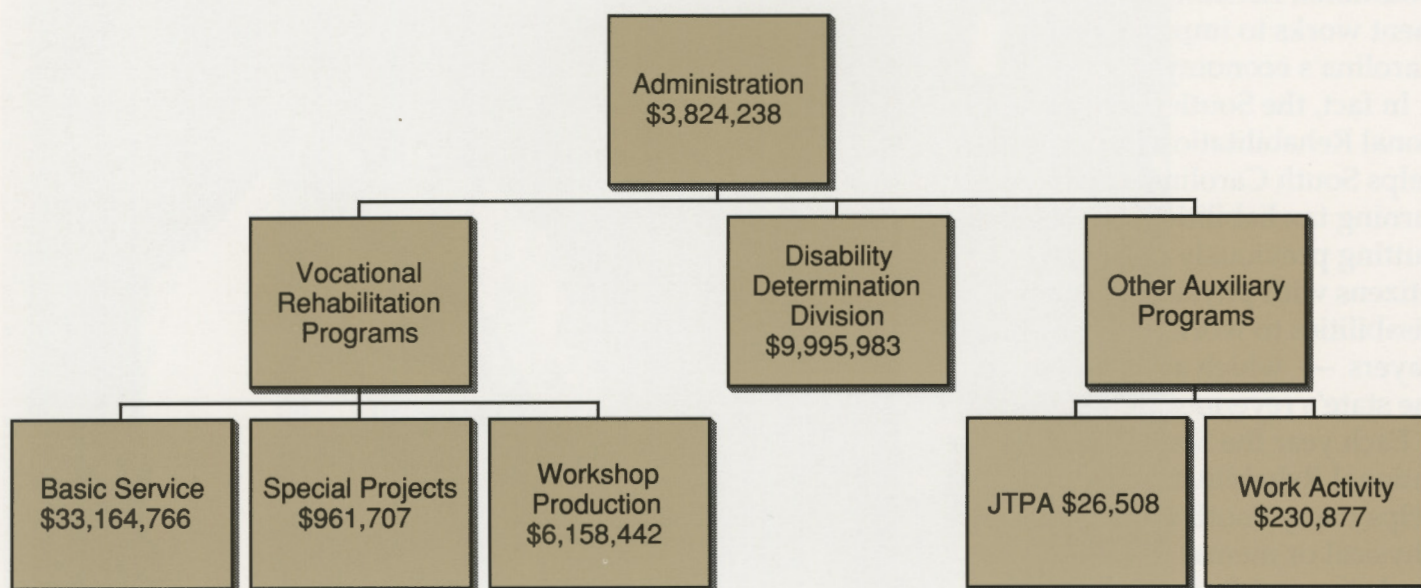 Administration
$3,824,238
Vocational
Rehabilitation
Programs
Disability
Determination
Division
$9,995,983
Other Auxiliary
Programs
Basic Service
$33,164,766
Special Projects
$961,707
Workshop
Production
$6,158,442
JTPA $26,508
Work Activity
$230,877